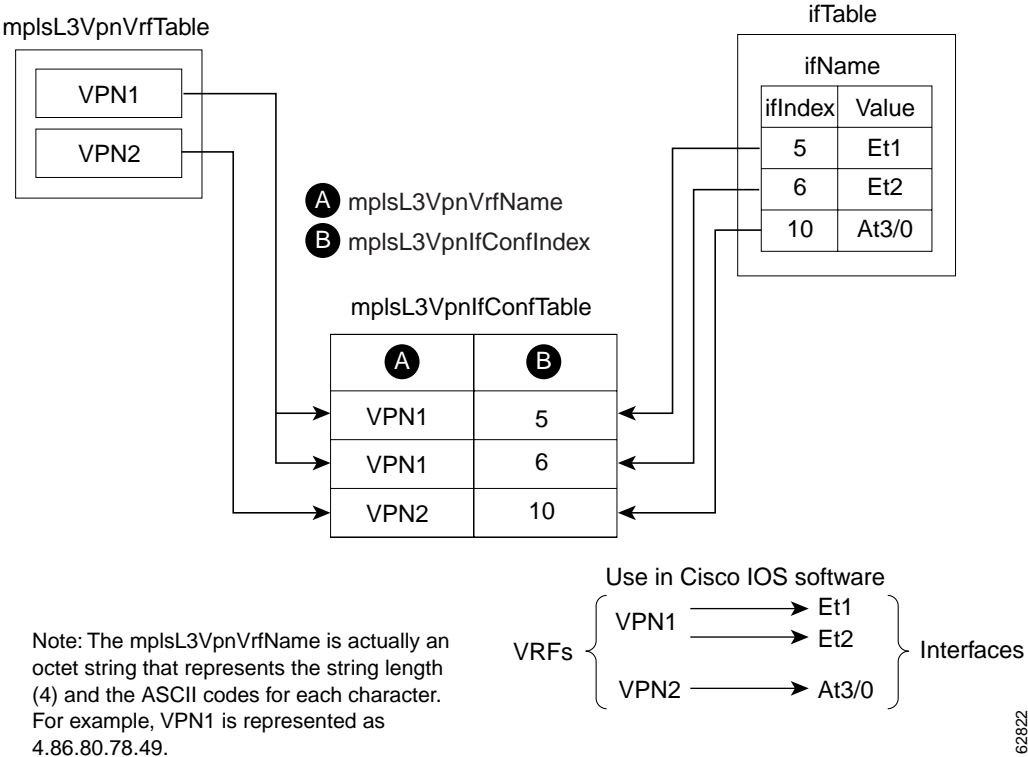 mplsL3VpnVrfTable
VPN1
VPN2
ifTable
ifName
ifIndex Value
5 Et1
6 Et2
10 At3/0
A mplsL3VpnVrfName
B mplsL3VpnIfConfIndex
mplsL3VpnIfConfTable
A B
VPN1 5
VPN1 6
VPN2 10
Use in Cisco IOS software
VRFs
VPN1
Et1
Et2
VPN2
At3/0
Interfaces
Note: The mplsL3VpnVrfName is actually an
octet string that represents the string length
(4) and the ASCII codes for each character.
For example, VPN1 is represented as
4.86.80.78.49.
62822